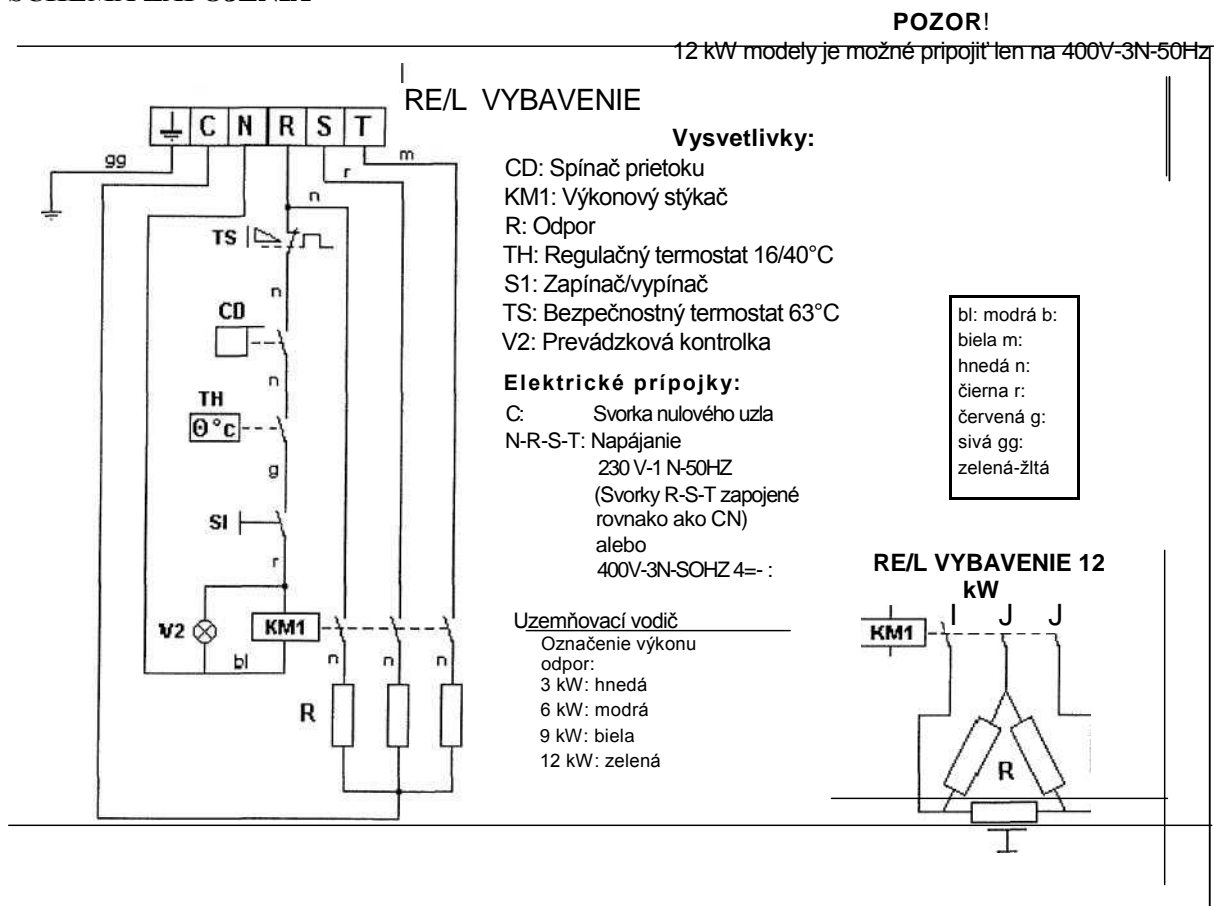 POZOR!
12 kW modely je možné pripojiť len na 400V-3N-50Hz
RE/L VYBAVENIE
C N R S T
gg
m
r
n
TS
n
CD
n
TH
θ°c
g
SI
r
V2
KM1
bl
n n n
R
Vysvetlivky:
CD: Spínač prietoku
KM1: Výkonový stýkač
R: Odpor
TH: Regulačný termostat 16/40°C
S1: Zapínač/vypínač
TS: Bezpečnostný termostat 63°C
V2: Prevádzková kontrolka
Elektrické prípojky:
C: Svorka nulového uzla
N-R-S-T: Napájanie
230 V-1 N-50HZ
(Svorky R-S-T zapojené
rovnako ako CN)
alebo
400V-3N-SOHZ 4=- :
Uzemňovací vodič
Označenie výkonu
odpor:
3 kW: hnedá
6 kW: modrá
9 kW: biela
12 kW: zelená
bl: modrá b:
biela m:
hnedá n:
čierna r:
červená g:
sivá gg:
zelená-žltá
RE/L VYBAVENIE 12
kW
I J J
KM1
R